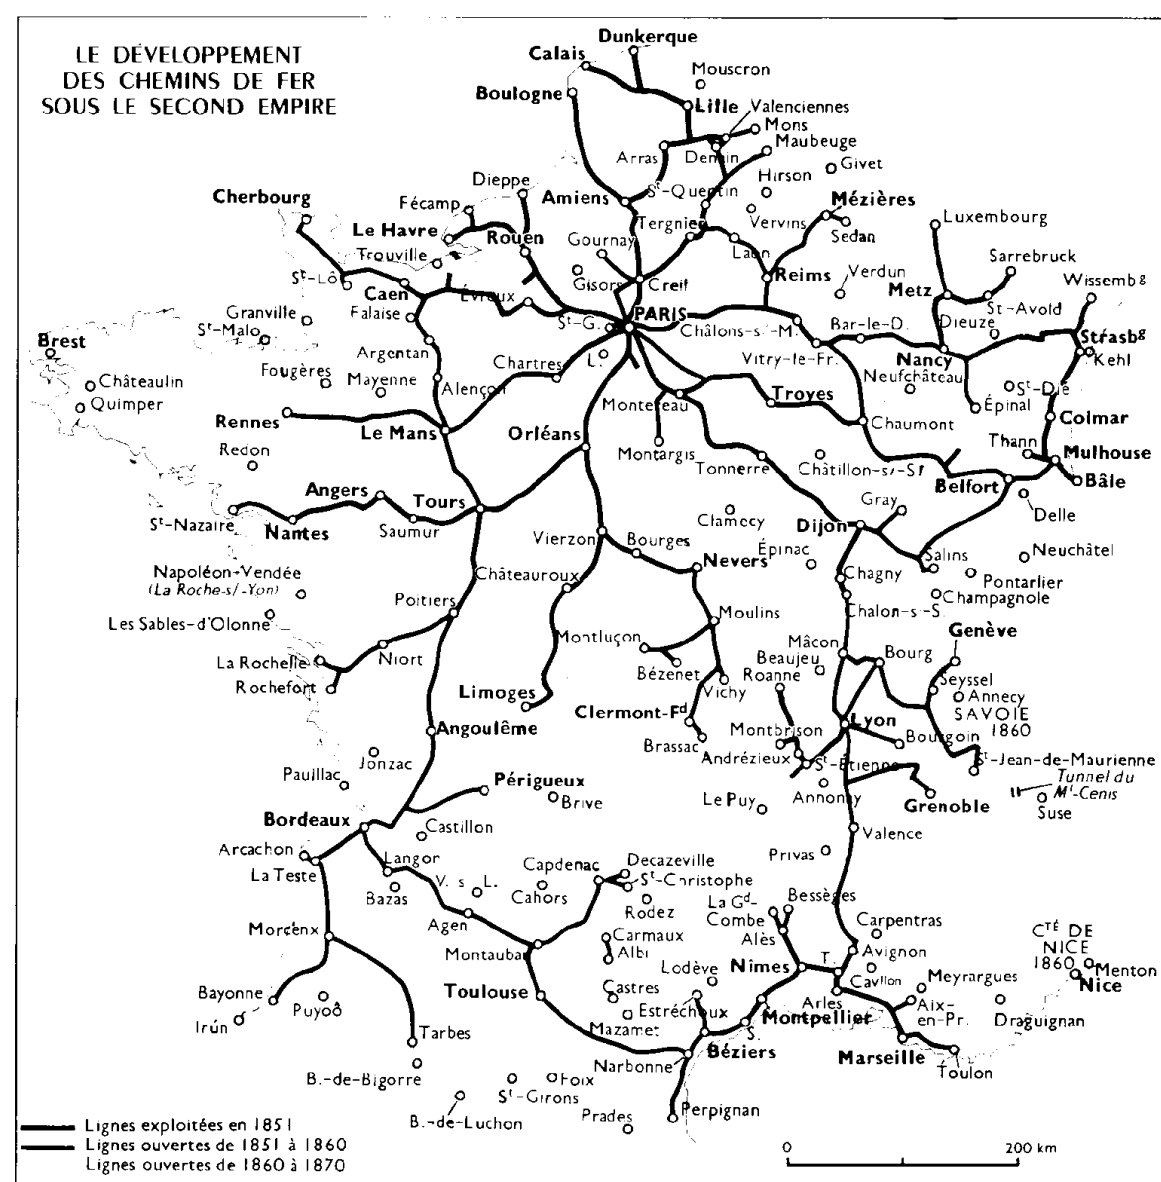 LE DÉVELOPPEMENT
DES CHEMINS DE FER
SOUS LE SECOND EMPIRE
Dunkerque
Calais
Mouscron
Boulogne
Lille
Valenciennes
Mons
Maubeuge
Arras
Denain
Givet
Hirson
Dieppe
St-Quentin
Cherbourg
Fécamp
Amiens
Mézières
Tergnier
Vervins
Luxembourg
Le Havre
Rouen
Gournay
Sedan
Laon
Trouville
Sarrebruck
St-Lô
Gisors
Creil
Reims
Verdun
Wissembg
Caen
Évreux
Metz
St-Avold
Granville
Falaise
St-G.
PARIS
Châlons-s/-M.
Bar-le-D.
Dieuze
Strasbg
St-Malo
Brest
Argentan
Chartres
L.
Vitry-le-Fr.
Nancy
Kehl
Fougères
Mayenne
Neufchâteau
St-Dié
Châteaulin
Alençon
Quimper
Montereau
Troyes
Épinal
Colmar
Rennes
Le Mans
Orléans
Chaumont
Thann
Mulhouse
Redon
Montargis
Tonnerre
Châtillon-s/-S.
Belfort
Bâle
Angers
Tours
Gray
Delle
St-Nazaire
Nantes
Saumur
Clamecy
Dijon
Vierzon
Bourges
Épinac
Salins
Neuchâtel
Nevers
Napoléon-Vendée
(La Roche-s/-Yon)
Châteauroux
Chagny
Pontarlier
Champagnole
Poitiers
Chalon-s-S.
Les Sables-d'Olonne
Moulins
Genève
Montluçon
Mâcon
Bourg
La Rochelle
Niort
Beaujeu
Rochefort
Bézenet
Vichy
Roanne
Seyssel
Limoges
Annecy
Clermont-Fd
SAVOIE
1860
Lyon
Angoulême
Montbrison
Bourgoin
Brassac
Andrézieux
St-Étienne
St-Jean-de-Maurienne
Jonzac
Pauillac
Tunnel du
Mt-Cenis
Périgueux
Brive
Le Puy
Annonay
Grenoble
Suse
Bordeaux
Castillon
Valence
Arcachon
La Teste
Langon
Capdenac
Decazeville
Privas
V. s L.
St-Christophe
Bazas
Cahors
Rodez
La Gd-
Combe
Bessèges
Morcenx
Agen
Carmaux
Albi
Alès
Carpentras
CTÉ DE
NICE
1860
Montauban
Lodève
Nîmes
T.
Avignon
Menton
Nice
Bayonne
Puyoô
Toulouse
Castres
Cavllon
Meyrargues
Estréchoux
Montpellier
Arles
Aix-
en-Pr.
Irún
Mazamet
S.
Draguignan
Tarbes
Béziers
Marseille
Narbonne
Toulon
B.-de-Bigorre
Foix
St-Girons
B.-de-Luchon
Prades
Perpignan
Lignes exploitées en 1851
Lignes ouvertes de 1851 à 1860
Lignes ouvertes de 1860 à 1870
0
200 km